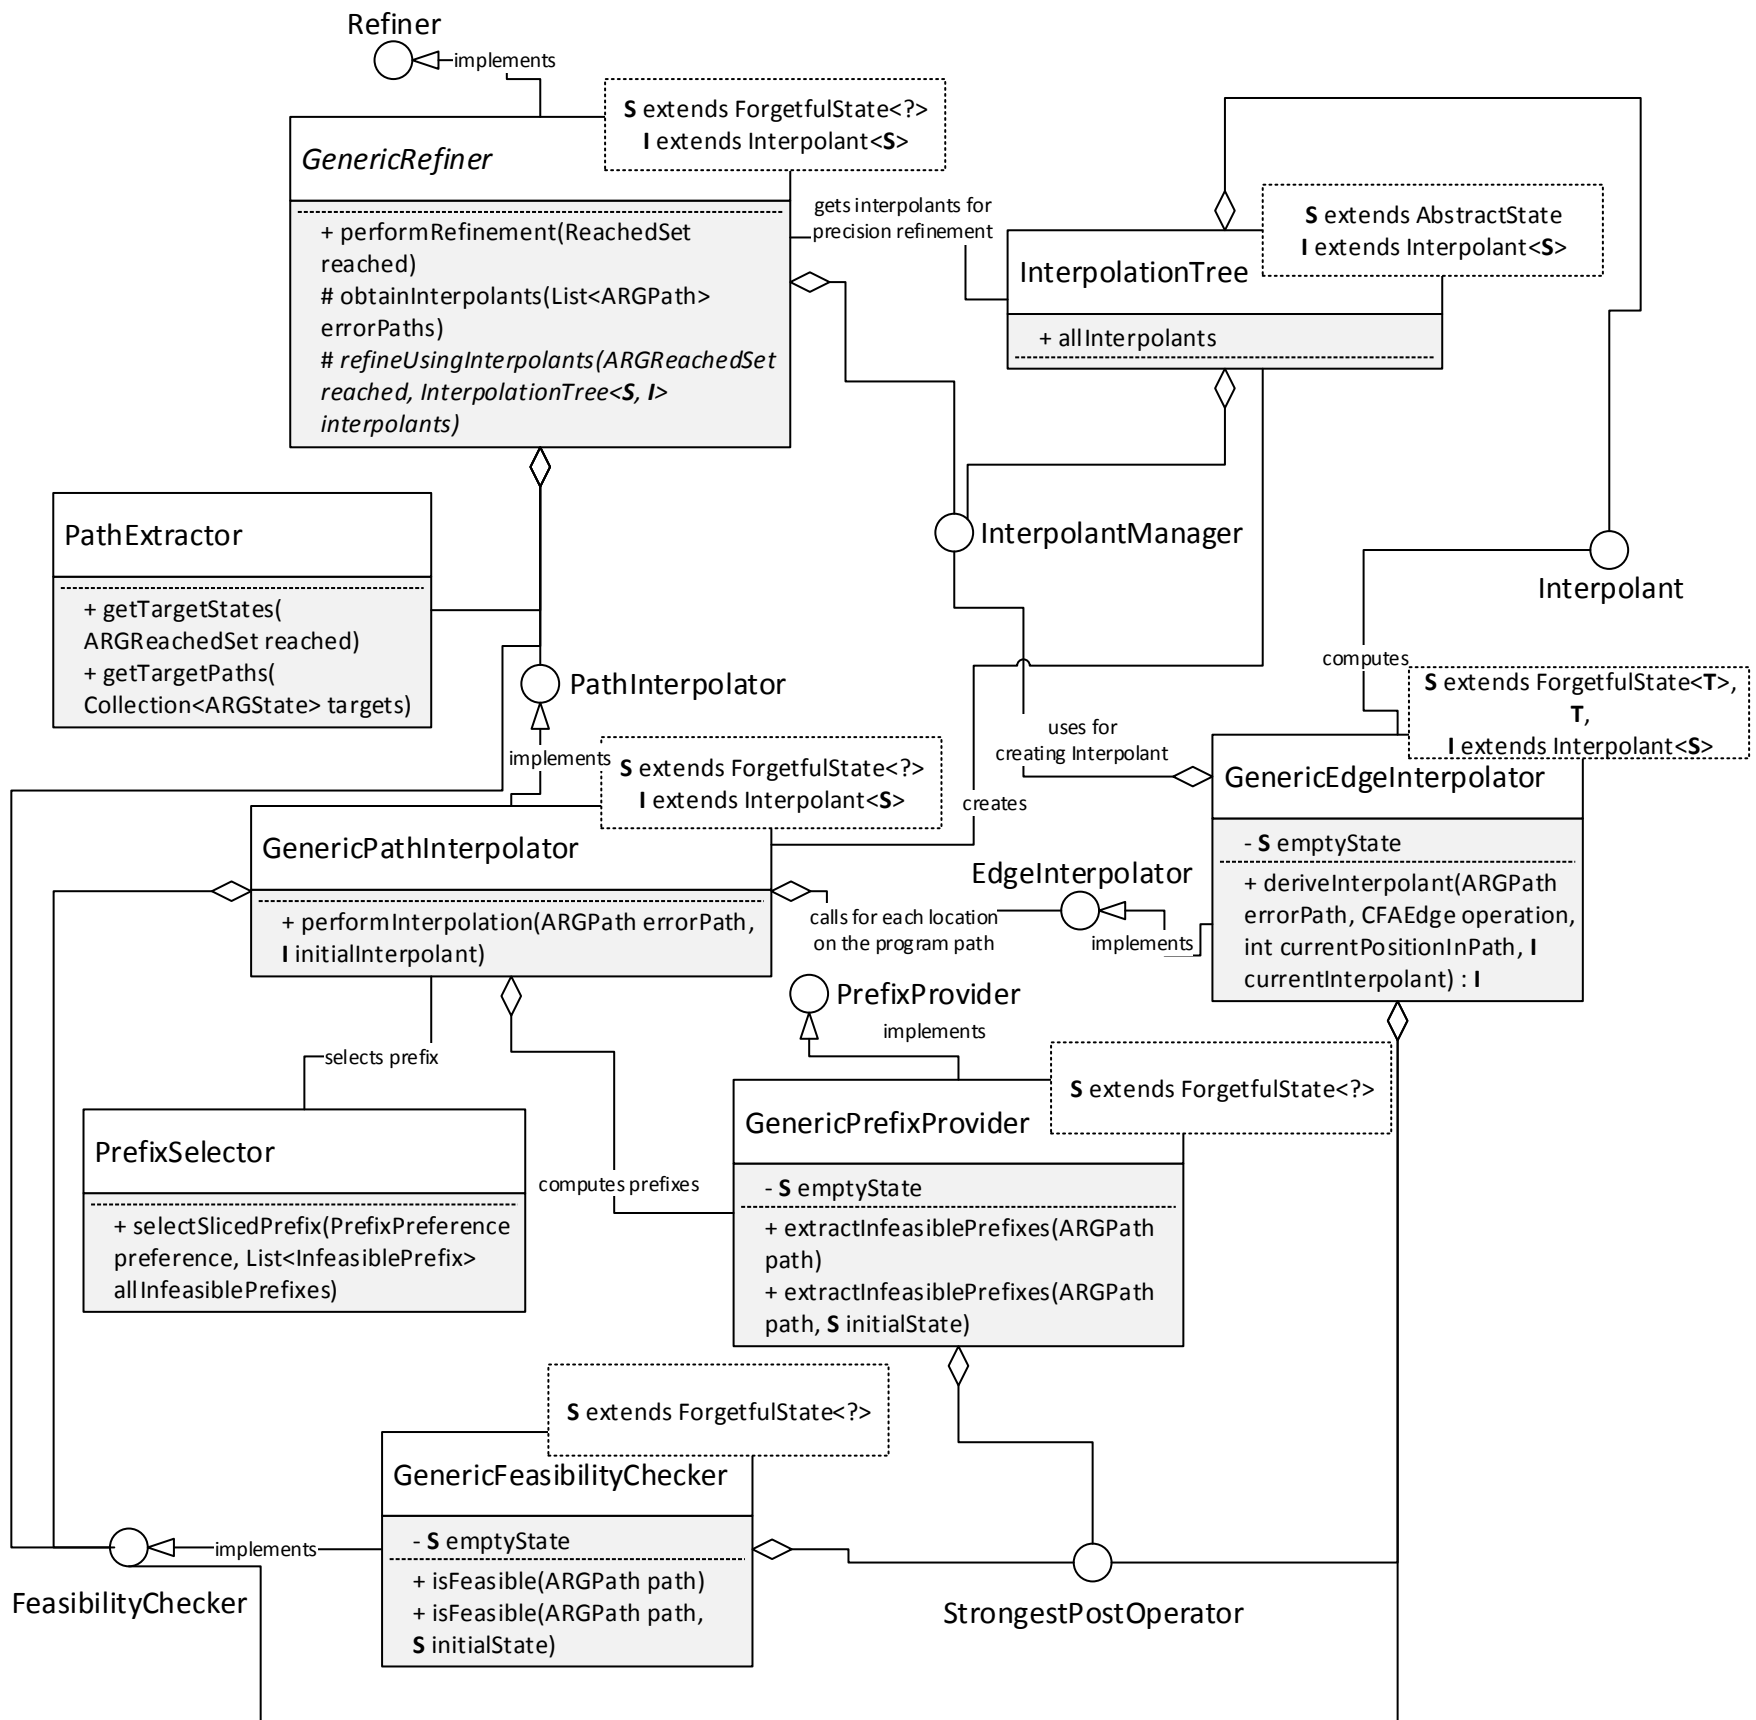 Refiner
implements
S extends ForgetfulState<?>
I extends Interpolant<S>
GenericRefiner
+ performRefinement(ReachedSet
reached)
# obtainInterpolants(List<ARGPath>
errorPaths)
# refineUsingInterpolants(ARGReachedSet
reached, InterpolationTree<S, I>
interpolants)
gets interpolants for
precision refinement
S extends AbstractState
I extends Interpolant<S>
InterpolationTree
+ allInterpolants
PathExtractor
+ getTargetStates(
ARGReachedSet reached)
+ getTargetPaths(
Collection<ARGState> targets)
InterpolantManager
Interpolant
PathInterpolator
implements
computes
S extends ForgetfulState<T>,
T,
I extends Interpolant<S>
uses for
creating Interpolant
S extends ForgetfulState<?>
I extends Interpolant<S>
GenericPathInterpolator
+ performInterpolation(ARGPath errorPath,
I initialInterpolant)
creates
GenericEdgeInterpolator
- S emptyState
+ deriveInterpolant(ARGPath
errorPath, CFAEdge operation,
int currentPositionInPath, I
currentInterpolant) : I
EdgeInterpolator
calls for each location
on the program path
implements
PrefixProvider
implements
selects prefix
PrefixSelector
+ selectSlicedPrefix(PrefixPreference
preference, List<InfeasiblePrefix>
allInfeasiblePrefixes)
computes prefixes
S extends ForgetfulState<?>
GenericPrefixProvider
- S emptyState
+ extractInfeasiblePrefixes(ARGPath
path)
+ extractInfeasiblePrefixes(ARGPath
path, S initialState)
S extends ForgetfulState<?>
GenericFeasibilityChecker
- S emptyState
+ isFeasible(ARGPath path)
+ isFeasible(ARGPath path,
S initialState)
implements
FeasibilityChecker
StrongestPostOperator